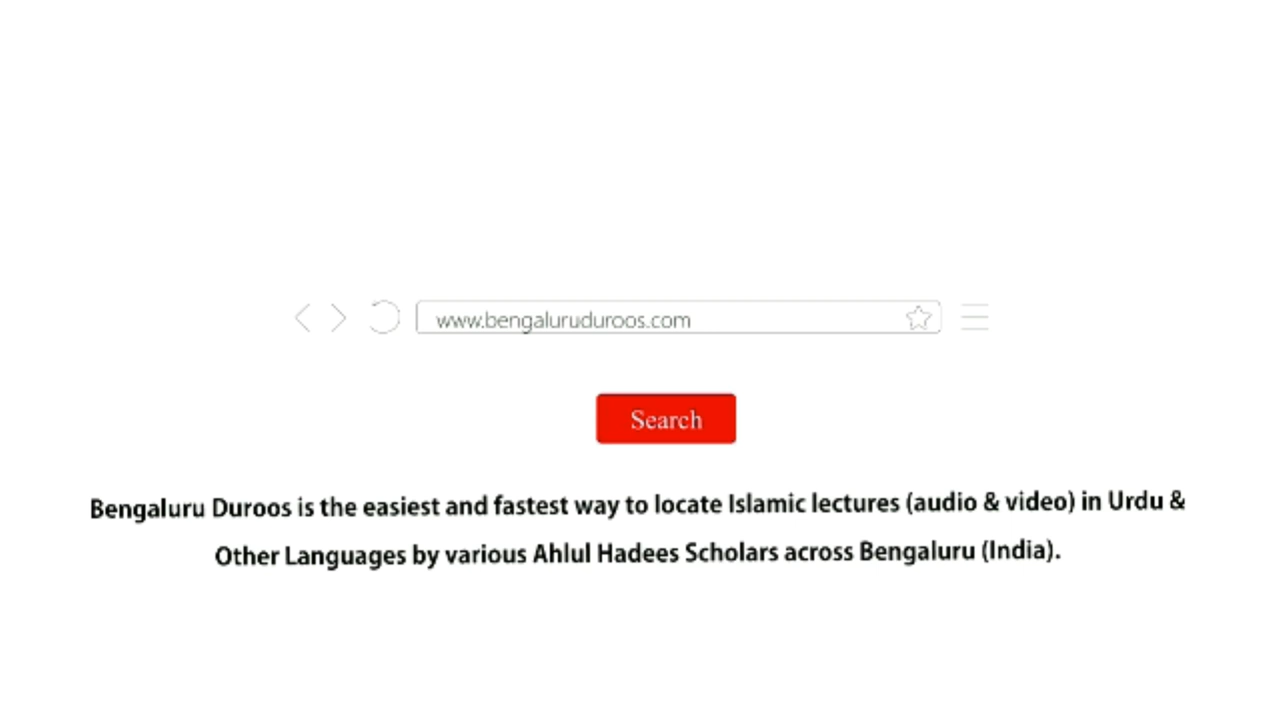 www.bengaluruduroos.com
Search
Bengaluru Duroos is the easiest and fastest way to locate Islamic lectures (audio & video) in Urdu &
Other Languages by various Ahlul Hadees Scholars across Bengaluru (India).